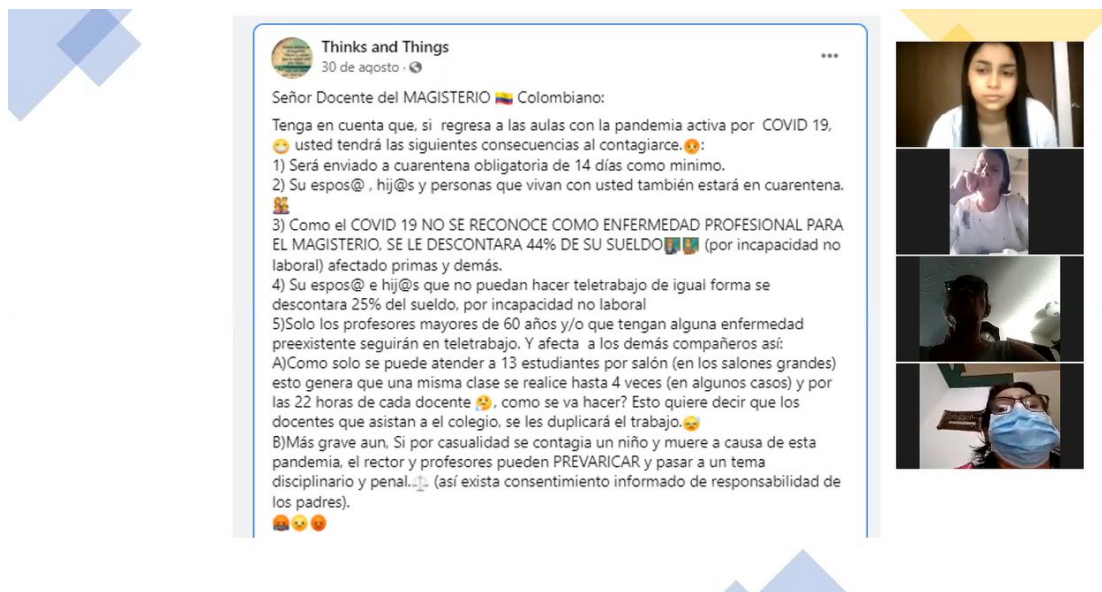 Thinks and Things
30 de agosto
Señor Docente del MAGISTERIO 🇨🇴 Colombiano:
Tenga en cuenta que, si regresa a las aulas con la pandemia activa por COVID 19,
😷 usted tendrá las siguientes consecuencias al contagiarce.😡:
1) Será enviado a cuarentena obligatoria de 14 días como minimo.
2) Su espos@ , hij@s y personas que vivan con usted también estará en cuarentena.
3) Como el COVID 19 NO SE RECONOCE COMO ENFERMEDAD PROFESIONAL PARA
EL MAGISTERIO, SE LE DESCONTARA 44% DE SU SUELDO👨‍🏫👩‍🏫 (por incapacidad no
laboral) afectado primas y demás.
4) Su espos@ e hij@s que no puedan hacer teletrabajo de igual forma se
descontara 25% del sueldo, por incapacidad no laboral
5)Solo los profesores mayores de 60 años y/o que tengan alguna enfermedad
preexistente seguirán en teletrabajo. Y afecta a los demás compañeros así:
A)Como solo se puede atender a 13 estudiantes por salón (en los salones grandes)
esto genera que una misma clase se realice hasta 4 veces (en algunos casos) y por
las 22 horas de cada docente 🤧, como se va hacer? Esto quiere decir que los
docentes que asistan a el colegio, se les duplicará el trabajo.😪
B)Más grave aun, Si por casualidad se contagia un niño y muere a causa de esta
pandemia, el rector y profesores pueden PREVARICAR y pasar a un tema
disciplinario y penal.⚖ (así exista consentimiento informado de responsabilidad de
los padres).